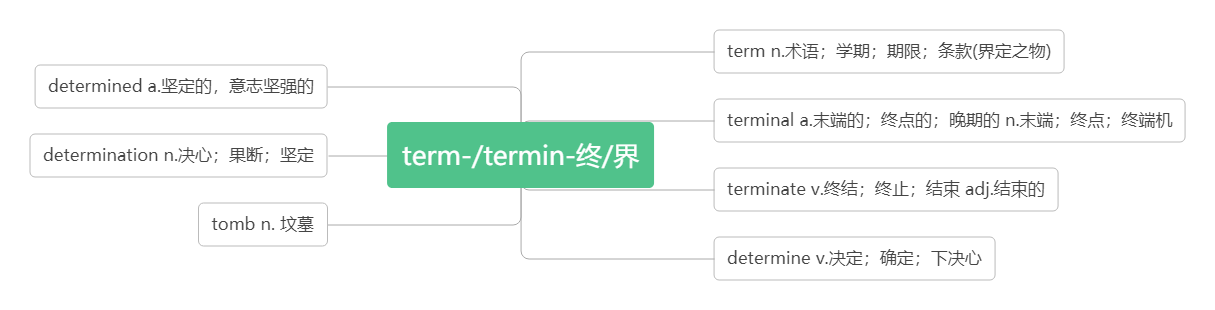 term-/termin-终/界
term n.术语；学期；期限；条款(界定之物)
terminal a.末端的；终点的；晚期的 n.末端；终点；终端机
terminate v.终结；终止；结束 adj.结束的
determine v.决定；确定；下决心
determined a.坚定的，意志坚强的
determination n.决心；果断；坚定
tomb n. 坟墓